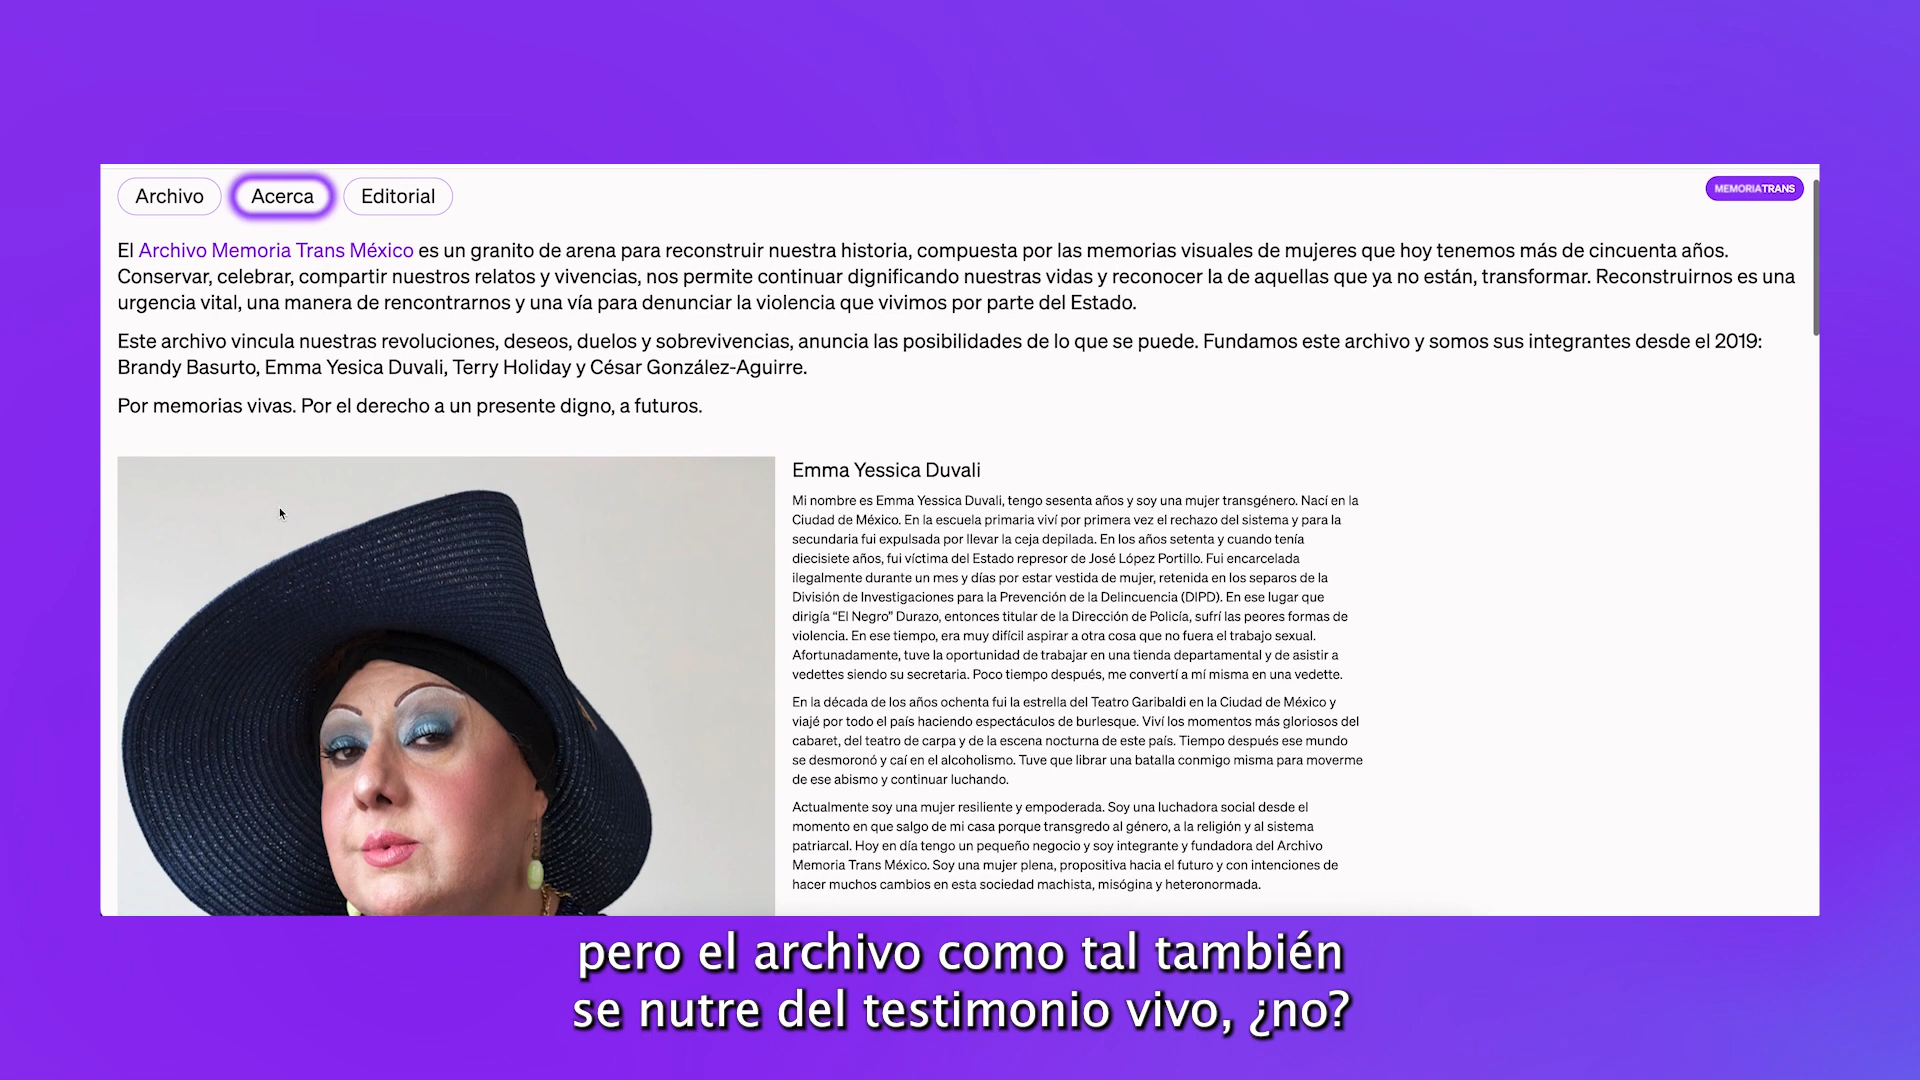 Archivo
Acerca
Editorial
MEMORIATRANS
El Archivo Memoria Trans México es un granito de arena para reconstruir nuestra historia, compuesta por las memorias visuales de mujeres que hoy tenemos más de cincuenta años.
Conservar, celebrar, compartir nuestros relatos y vivencias, nos permite continuar dignificando nuestras vidas y reconocer la de aquellas que ya no están, transformar. Reconstruirnos es una
urgencia vital, una manera de rencontrarnos y una vía para denunciar la violencia que vivimos por parte del Estado.
Este archivo vincula nuestras revoluciones, deseos, duelos y sobrevivencias, anuncia las posibilidades de lo que se puede. Fundamos este archivo y somos sus integrantes desde el 2019:
Brandy Basurto, Emma Yesica Duvali, Terry Holiday y César González-Aguirre.
Por memorias vivas. Por el derecho a un presente digno, a futuros.
Emma Yessica Duvali
Mi nombre es Emma Yessica Duvali, tengo sesenta años y soy una mujer transgénero. Nací en la
Ciudad de México. En la escuela primaria viví por primera vez el rechazo del sistema y para la
secundaria fui expulsada por llevar la ceja depilada. En los años setenta y cuando tenía
diecisiete años, fui víctima del Estado represor de José López Portillo. Fui encarcelada
ilegalmente durante un mes y días por estar vestida de mujer, retenida en los separos de la
División de Investigaciones para la Prevención de la Delincuencia (DIPD). En ese lugar que
dirigía “El Negro” Durazo, entonces titular de la Dirección de Policía, sufrí las peores formas de
violencia. En ese tiempo, era muy difícil aspirar a otra cosa que no fuera el trabajo sexual.
Afortunadamente, tuve la oportunidad de trabajar en una tienda departamental y de asistir a
vedettes siendo su secretaria. Poco tiempo después, me convertí a mí misma en una vedette.
En la década de los años ochenta fui la estrella del Teatro Garibaldi en la Ciudad de México y
viajé por todo el país haciendo espectáculos de burlesque. Viví los momentos más gloriosos del
cabaret, del teatro de carpa y de la escena nocturna de este país. Tiempo después ese mundo
se desmoronó y caí en el alcoholismo. Tuve que librar una batalla conmigo misma para moverme
de ese abismo y continuar luchando.
Actualmente soy una mujer resiliente y empoderada. Soy una luchadora social desde el
momento en que salgo de mi casa porque transgredo al género, a la religión y al sistema
patriarcal. Hoy en día tengo un pequeño negocio y soy integrante y fundadora del Archivo
Memoria Trans México. Soy una mujer plena, propositiva hacia el futuro y con intenciones de
hacer muchos cambios en esta sociedad machista, misógina y heteronormada.
pero el archivo como tal también
se nutre del testimonio vivo, ¿no?